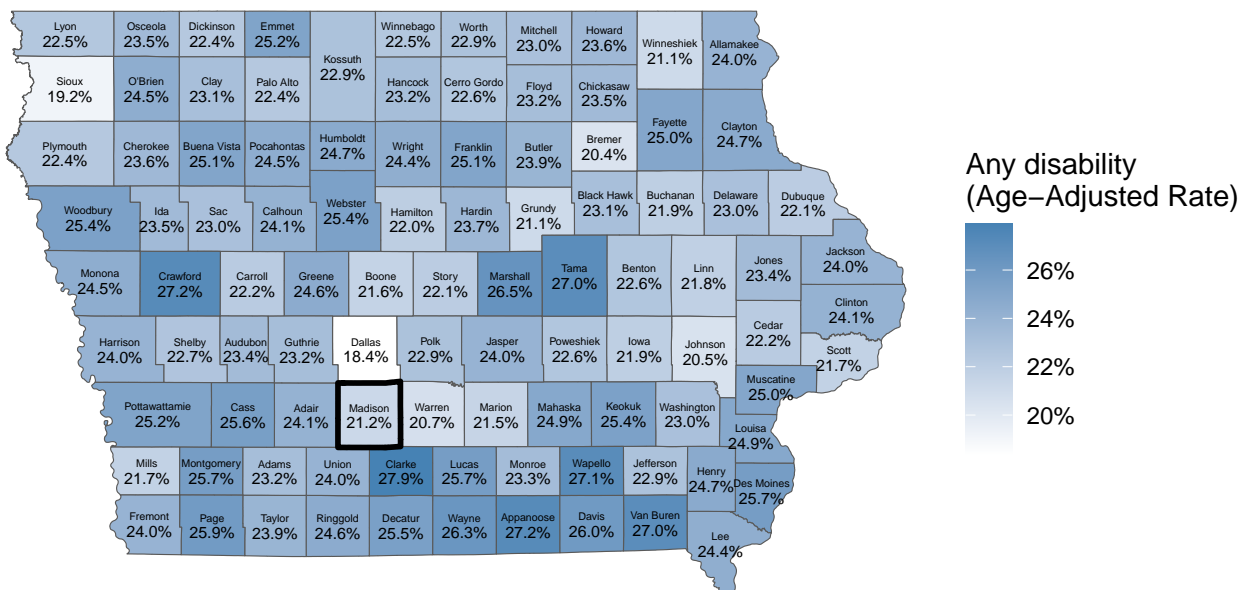 Lyon
22.5%
Osceola
23.5%
Dickinson
22.4%
Emmet
25.2%
Kossuth
22.9%
Winnebago
22.5%
Worth
22.9%
Mitchell
23.0%
Howard
23.6%
Winneshiek
21.1%
Allamakee
24.0%
Sioux
19.2%
O'Brien
24.5%
Clay
23.1%
Palo Alto
22.4%
Hancock
23.2%
Cerro Gordo
22.6%
Floyd
23.2%
Chickasaw
23.5%
Fayette
25.0%
Clayton
24.7%
Plymouth
22.4%
Cherokee
23.6%
Buena Vista
25.1%
Pocahontas
24.5%
Humboldt
24.7%
Wright
24.4%
Franklin
25.1%
Butler
23.9%
Bremer
20.4%
Woodbury
25.4%
Ida
23.5%
Sac
23.0%
Calhoun
24.1%
Webster
25.4%
Hamilton
22.0%
Hardin
23.7%
Grundy
21.1%
Black Hawk
23.1%
Buchanan
21.9%
Delaware
23.0%
Dubuque
22.1%
Monona
24.5%
Crawford
27.2%
Carroll
22.2%
Greene
24.6%
Boone
21.6%
Story
22.1%
Marshall
26.5%
Tama
27.0%
Benton
22.6%
Linn
21.8%
Jones
23.4%
Jackson
24.0%
Clinton
24.1%
Harrison
24.0%
Shelby
22.7%
Audubon
23.4%
Guthrie
23.2%
Dallas
18.4%
Polk
22.9%
Jasper
24.0%
Poweshiek
22.6%
Iowa
21.9%
Johnson
20.5%
Cedar
22.2%
Scott
21.7%
Muscatine
25.0%
Pottawattamie
25.2%
Cass
25.6%
Adair
24.1%
Madison
21.2%
Warren
20.7%
Marion
21.5%
Mahaska
24.9%
Keokuk
25.4%
Washington
23.0%
Louisa
24.9%
Mills
21.7%
Montgomery
25.7%
Adams
23.2%
Union
24.0%
Clarke
27.9%
Lucas
25.7%
Monroe
23.3%
Wapello
27.1%
Jefferson
22.9%
Henry
24.7%
Des Moines
25.7%
Fremont
24.0%
Page
25.9%
Taylor
23.9%
Ringgold
24.6%
Decatur
25.5%
Wayne
26.3%
Appanoose
27.2%
Davis
26.0%
Van Buren
27.0%
Lee
24.4%
Any disability
(Age−Adjusted Rate)
26%
24%
22%
20%